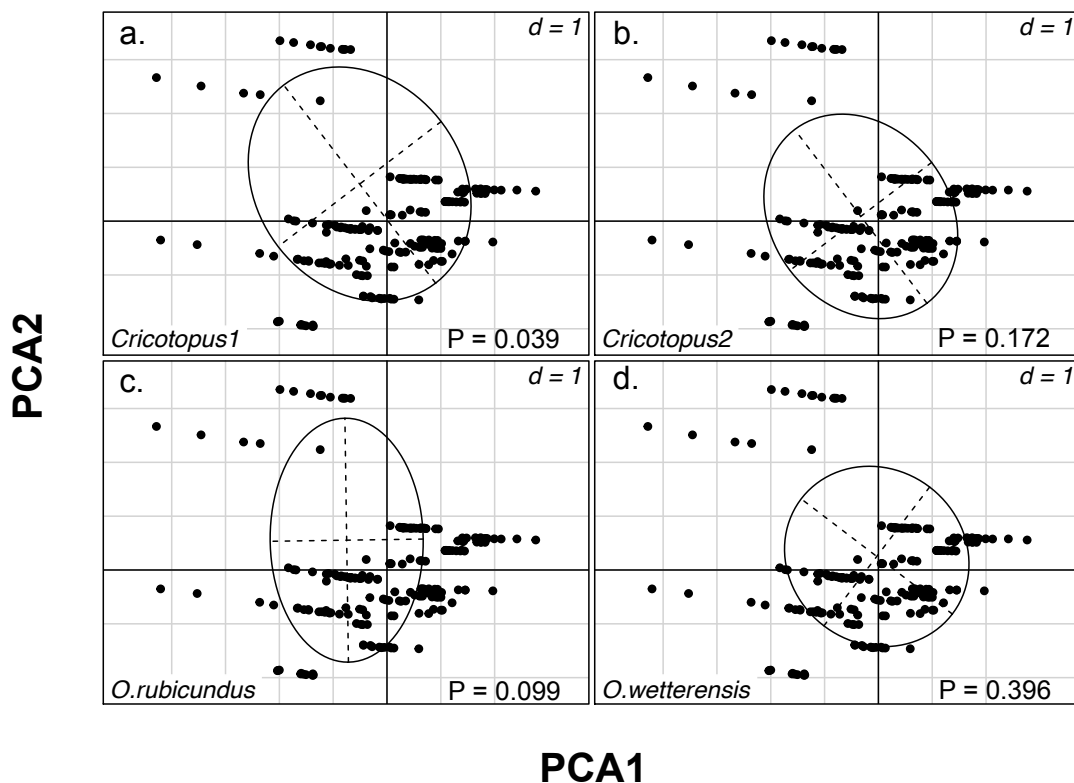 a.
d = 1
Cricotopus1
P = 0.039
b.
d = 1
Cricotopus2
P = 0.172
c.
d = 1
O.rubicundus
P = 0.099
d.
d = 1
O.wetterensis
P = 0.396
PCA2
PCA1